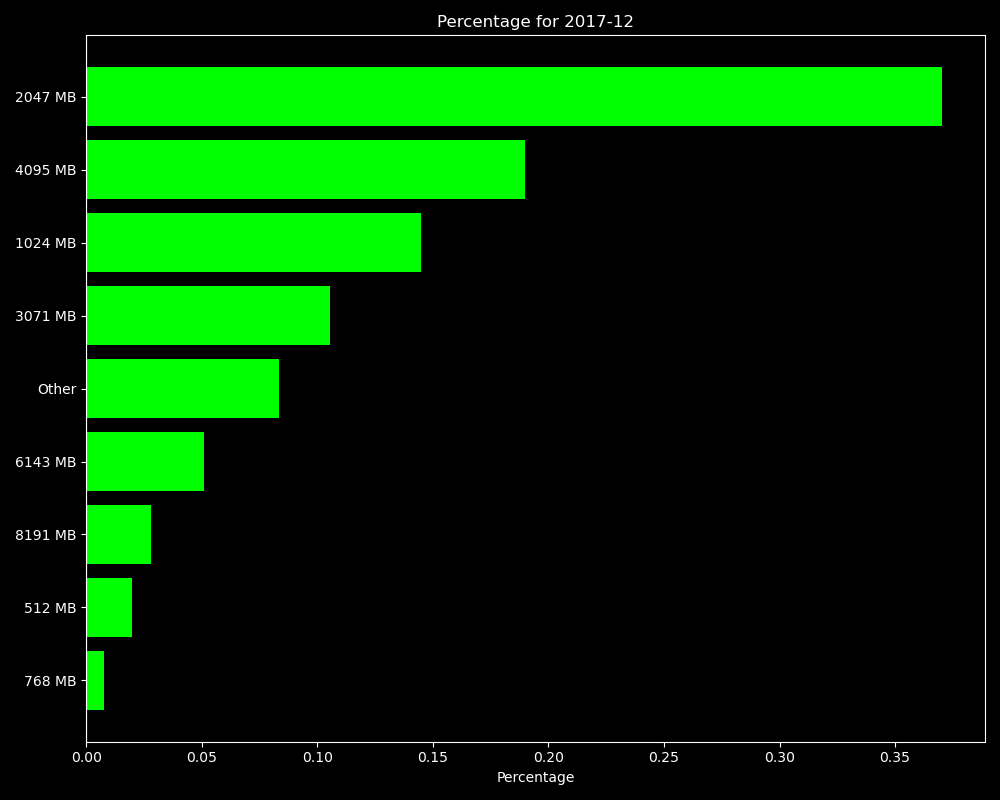 Percentage for 2017-12
2047 MB
4095 MB
1024 MB
3071 MB
Other
6143 MB
8191 MB
512 MB
768 MB
0.00 0.05 0.10 0.15 0.20 0.25 0.30 0.35
Percentage